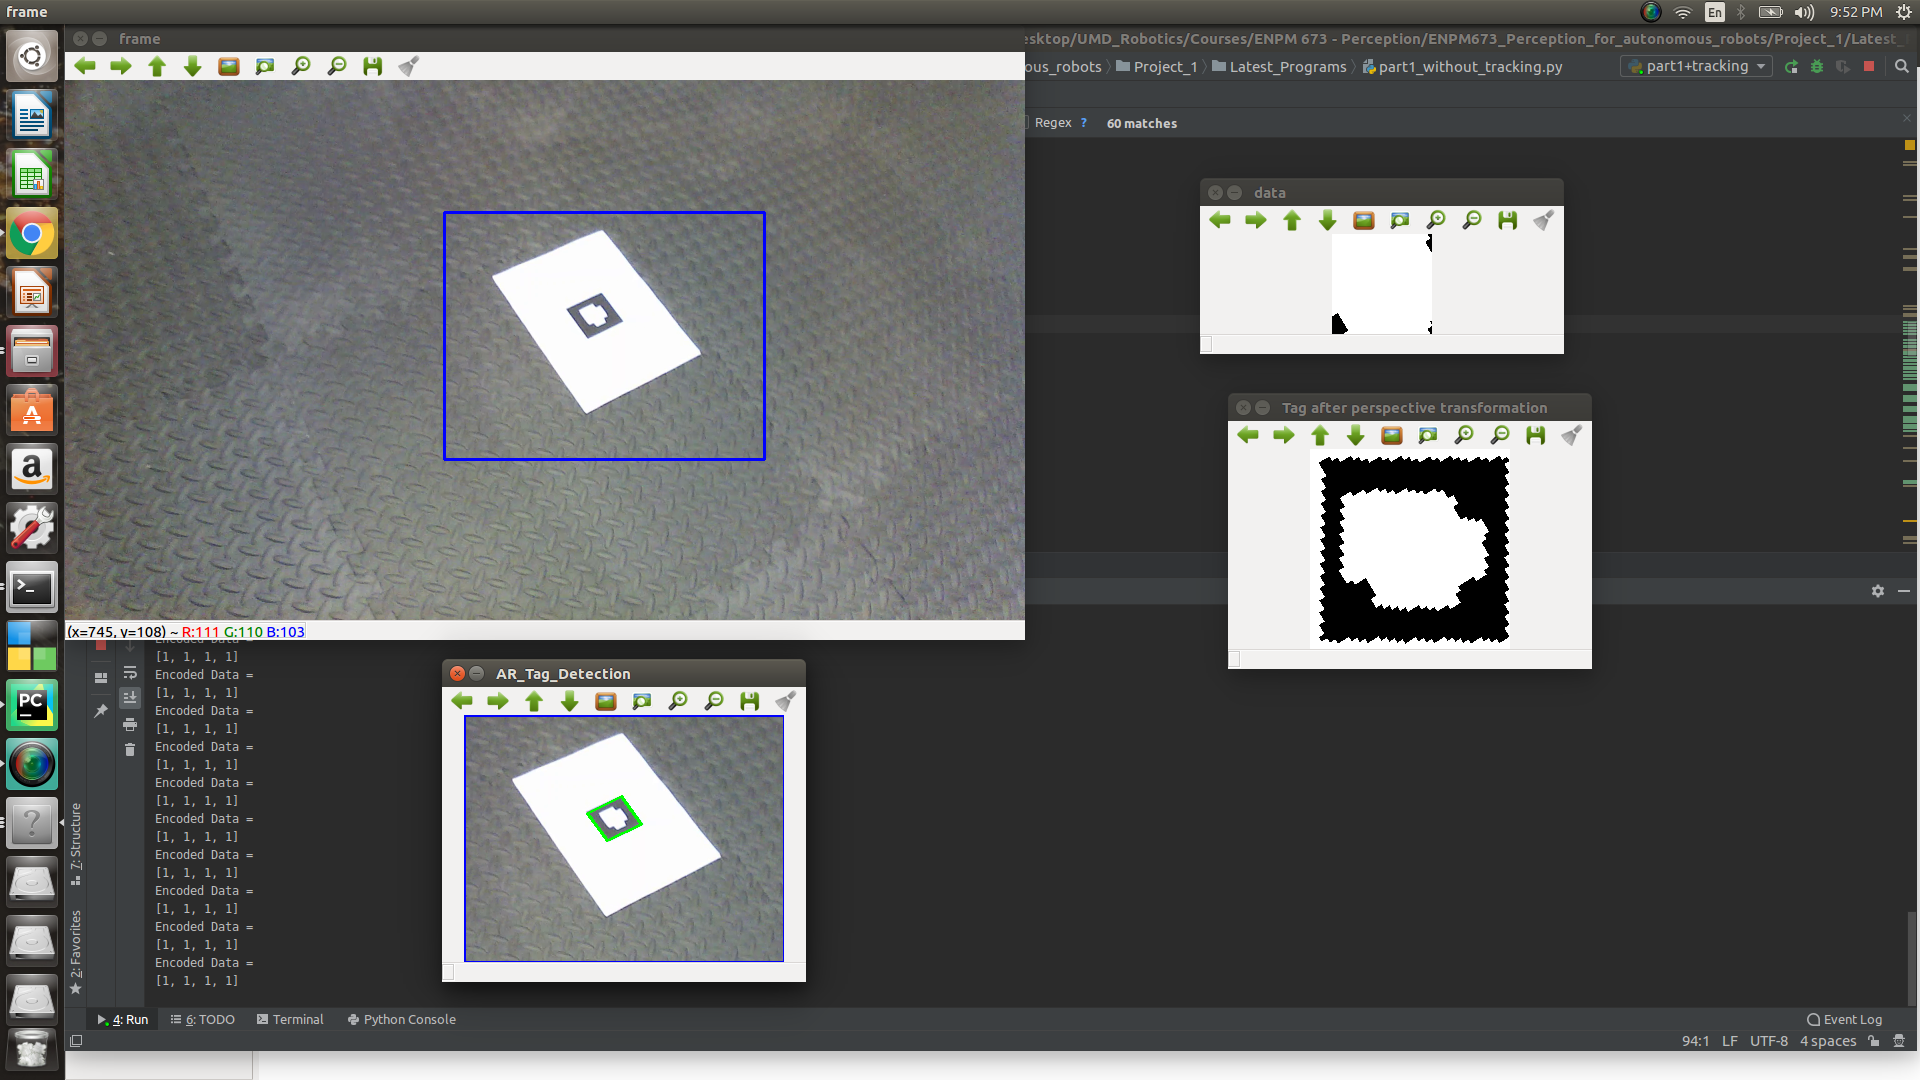 frame
En
9:52 PM
frame
esktop/UMD_Robotics/Courses/ENPM 673 - Perception/ENPM673_Perception_for_autonomous_robots/Project_1/Latest_
ous_robots
Project_1
Latest_Programs
part1_without_tracking.py
part1+tracking
Regex
?
60 matches
data
Tag after perspective transformation
(x=745, y=108) ~ R:111 G:110 B:103
Encoded Data =
[1, 1, 1, 1]
Encoded Data =
[1, 1, 1, 1]
Encoded Data =
[1, 1, 1, 1]
Encoded Data =
[1, 1, 1, 1]
Encoded Data =
[1, 1, 1, 1]
Encoded Data =
[1, 1, 1, 1]
Encoded Data =
[1, 1, 1, 1]
Encoded Data =
[1, 1, 1, 1]
Encoded Data =
[1, 1, 1, 1]
Encoded Data =
[1, 1, 1, 1]
AR_Tag_Detection
7: Structure
2: Favorites
PC
4: Run
6: TODO
Terminal
Python Console
Event Log
94:1
LF
UTF-8
4 spaces